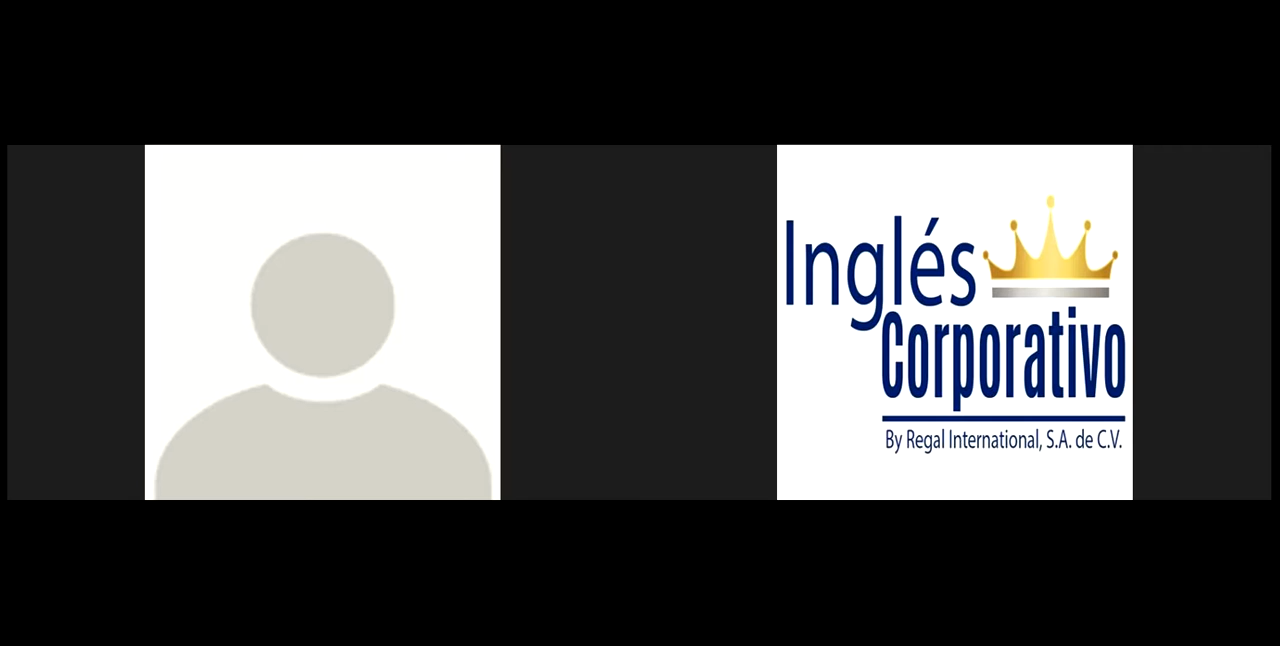 Inglés
Corporativo
By Regal International, S.A. de C.V.